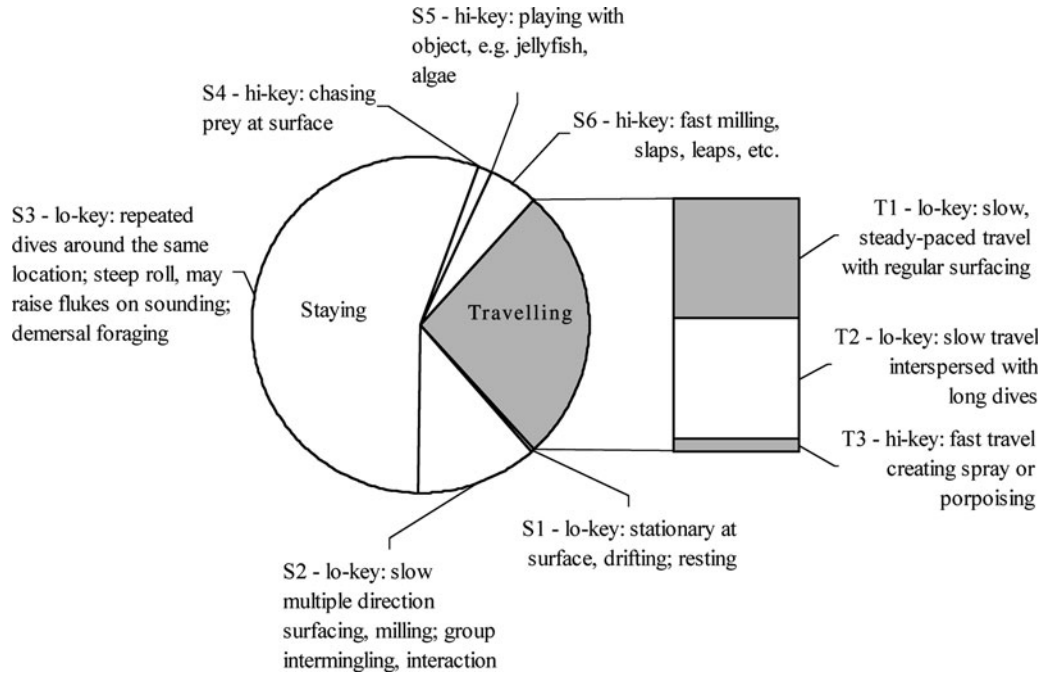 S5 - hi-key: playing with
object, e.g. jellyfish,
algae
S4 - hi-key: chasing
prey at surface
S6 - hi-key: fast milling,
slaps, leaps, etc.
S3 - lo-key: repeated
dives around the same
location; steep roll, may
raise flukes on sounding;
demersal foraging
Staying
Travelling
T1 - lo-key: slow,
steady-paced travel
with regular surfacing
T2 - lo-key: slow travel
interspersed with
long dives
T3 - hi-key: fast travel
creating spray or
porpoising
S1 - lo-key: stationary at
surface, drifting; resting
S2 - lo-key: slow
multiple direction
surfacing, milling; group
intermingling, interaction